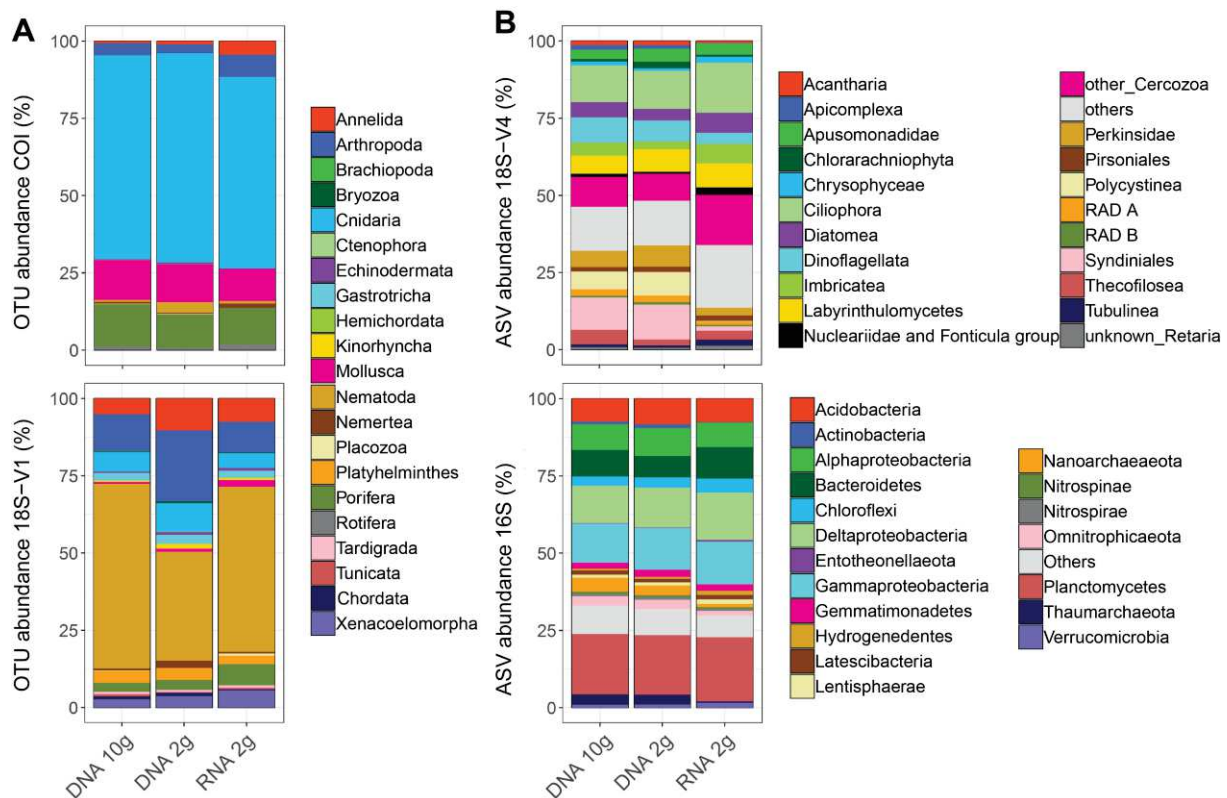 A
OTU abundance COI (%)
100
75
50
25
0
OTU abundance 18S−V1 (%)
100
75
50
25
0
DNA 10g
DNA 2g
RNA 2g
Annelida
Arthropoda
Brachiopoda
Bryozoa
Cnidaria
Ctenophora
Echinodermata
Gastrotricha
Hemichordata
Kinorhyncha
Mollusca
Nematoda
Nemertea
Placozoa
Platyhelminthes
Porifera
Rotifera
Tardigrada
Tunicata
Chordata
Xenacoelomorpha
B
ASV abundance 18S−V4 (%)
100
75
50
25
0
Acantharia
Apicomplexa
Apusomonadidae
Chlorarachniophyta
Chrysophyceae
Ciliophora
Diatomea
Dinoflagellata
Imbricatea
Labyrinthulomycetes
Nucleariidae and Fonticula group
other_Cercozoa
others
Perkinsidae
Pirsoniales
Polycystinea
RAD A
RAD B
Syndiniales
Thecofilosea
Tubulinea
unknown_Retaria
ASV abundance 16S (%)
100
75
50
25
0
DNA 10g
DNA 2g
RNA 2g
Acidobacteria
Actinobacteria
Alphaproteobacteria
Bacteroidetes
Chloroflexi
Deltaproteobacteria
Entotheonellaeota
Gammaproteobacteria
Gemmatimonadetes
Hydrogenedentes
Latescibacteria
Lentisphaerae
Nanoarchaeaeota
Nitrospinae
Nitrospirae
Omnitrophicaeota
Others
Planctomycetes
Thaumarchaeota
Verrucomicrobia